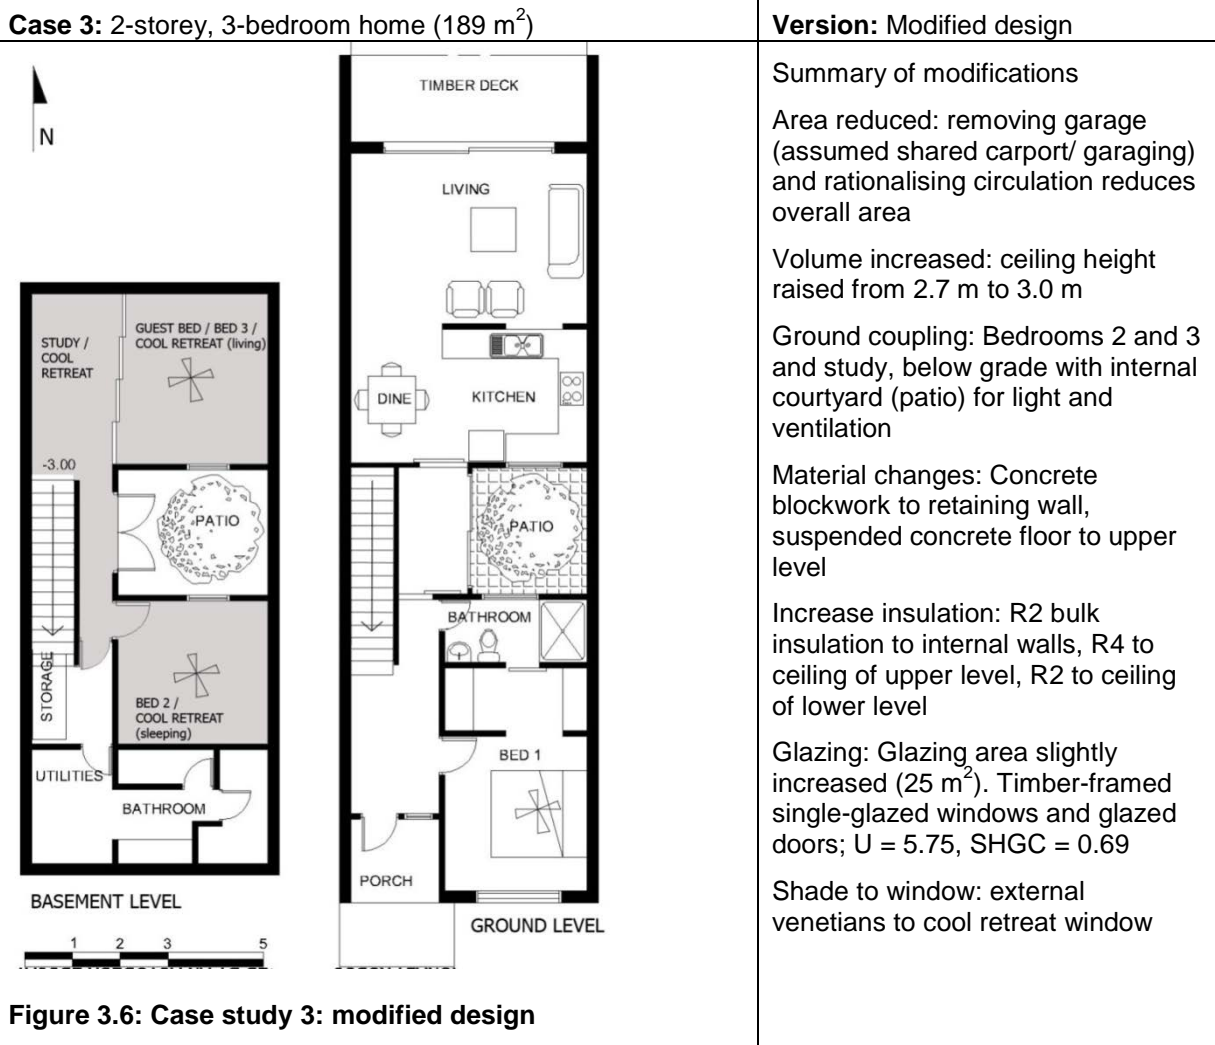 Case 3: 2-storey, 3-bedroom home (189 m²)
Version: Modified design
N
STUDY /
COOL
RETREAT
GUEST BED / BED 3 /
COOL RETREAT (living)
-3.00
PATIO
STORAGE
BED 2 /
COOL RETREAT
(sleeping)
UTILITIES
BATHROOM
BASEMENT LEVEL
1 2 3 5
TIMBER DECK
LIVING
DINE
KITCHEN
PATIO
BATHROOM
BED 1
PORCH
GROUND LEVEL
Figure 3.6: Case study 3: modified design
Summary of modifications
Area reduced: removing garage
(assumed shared carport/ garaging)
and rationalising circulation reduces
overall area
Volume increased: ceiling height
raised from 2.7 m to 3.0 m
Ground coupling: Bedrooms 2 and 3
and study, below grade with internal
courtyard (patio) for light and
ventilation
Material changes: Concrete
blockwork to retaining wall,
suspended concrete floor to upper
level
Increase insulation: R2 bulk
insulation to internal walls, R4 to
ceiling of upper level, R2 to ceiling
of lower level
Glazing: Glazing area slightly
increased (25 m²). Timber-framed
single-glazed windows and glazed
doors; U = 5.75, SHGC = 0.69
Shade to window: external
venetians to cool retreat window